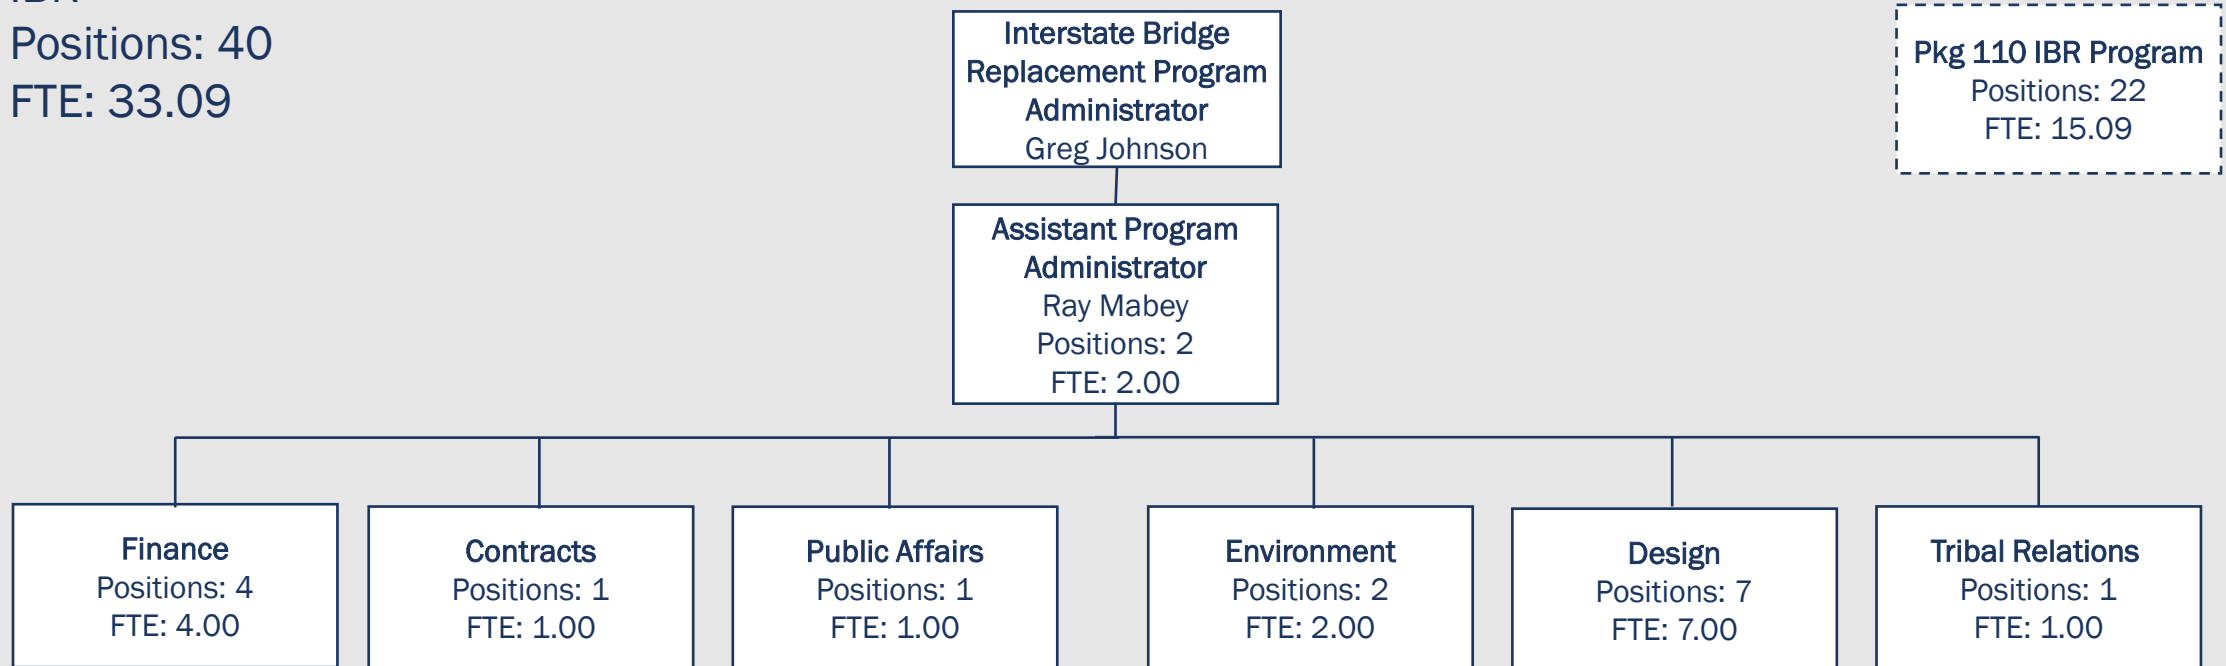 Positions: 40
FTE: 33.09
Interstate Bridge
Replacement Program
Administrator
Greg Johnson
Pkg 110 IBR Program
Positions: 22
FTE: 15.09
Assistant Program
Administrator
Ray Mabey
Positions: 2
FTE: 2.00
Finance
Positions: 4
FTE: 4.00
Contracts
Positions: 1
FTE: 1.00
Public Affairs
Positions: 1
FTE: 1.00
Environment
Positions: 2
FTE: 2.00
Design
Positions: 7
FTE: 7.00
Tribal Relations
Positions: 1
FTE: 1.00